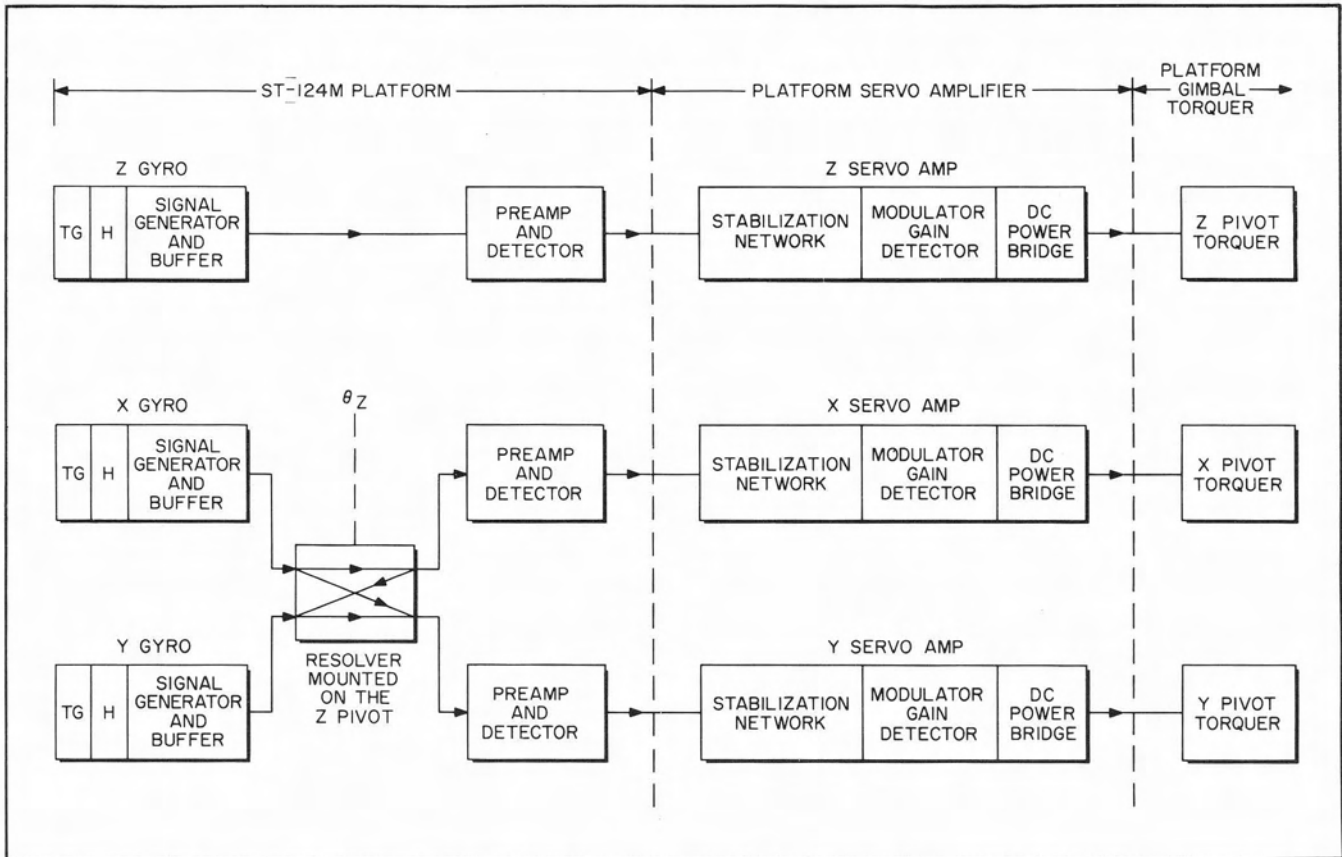 ST-124M PLATFORM
PLATFORM SERVO AMPLIFIER
PLATFORM
GIMBAL
TORQUER
Z GYRO
TG
H
SIGNAL
GENERATOR
AND
BUFFER
PREAMP
AND
DETECTOR
Z SERVO AMP
STABILIZATION
NETWORK
MODULATOR
GAIN
DETECTOR
DC
POWER
BRIDGE
Z PIVOT
TORQUER
X GYRO
TG
H
SIGNAL
GENERATOR
AND
BUFFER
θZ
PREAMP
AND
DETECTOR
X SERVO AMP
STABILIZATION
NETWORK
MODULATOR
GAIN
DETECTOR
DC
POWER
BRIDGE
X PIVOT
TORQUER
RESOLVER
MOUNTED
ON THE
Z PIVOT
Y GYRO
TG
H
SIGNAL
GENERATOR
AND
BUFFER
PREAMP
AND
DETECTOR
Y SERVO AMP
STABILIZATION
NETWORK
MODULATOR
GAIN
DETECTOR
DC
POWER
BRIDGE
Y PIVOT
TORQUER